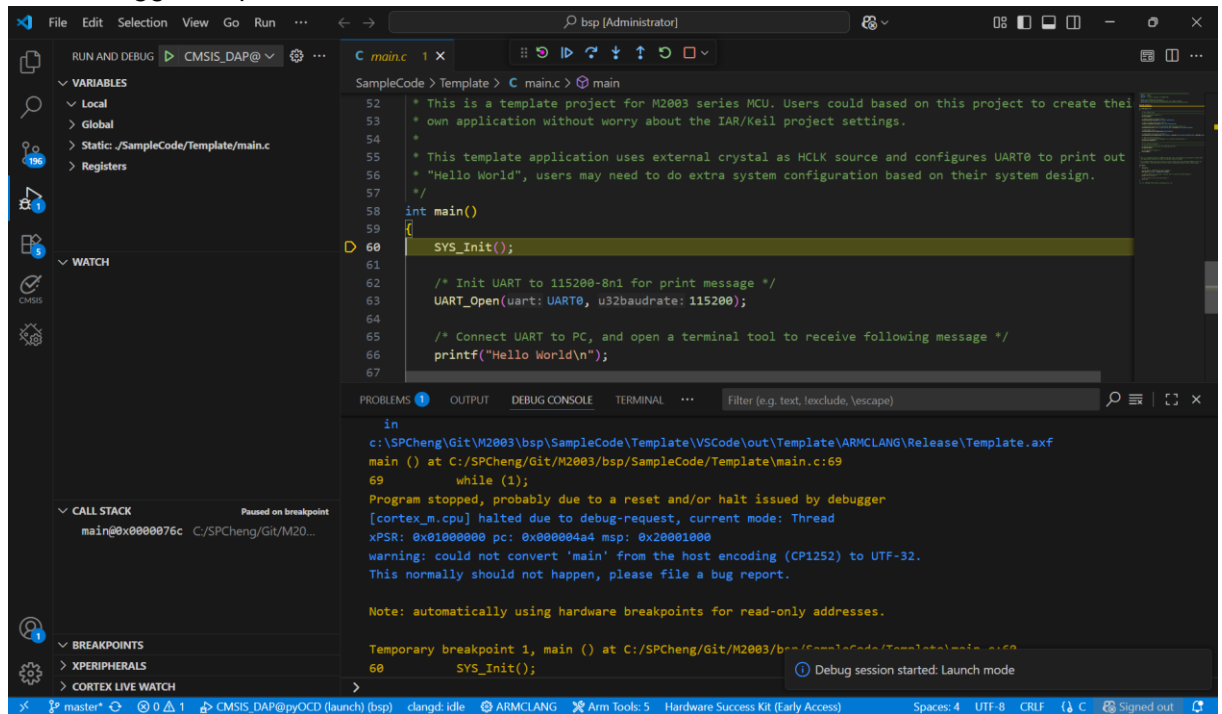 File Edit Selection View Go Run ··· bsp [Administrator]
RUN AND DEBUG CMSIS_DAP@ ···
VARIABLES
Local
Global
Static: ./SampleCode/Template/main.c
Registers
WATCH
CALL STACK Paused on breakpoint
main@0x0000076c C:/SPCheng/Git/M20...
BREAKPOINTS
XPERIPHERALS
CORTEX LIVE WATCH
196
1
5
CMSIS
1
C main.c 1
SampleCode > Template > C main.c > main
52 * This is a template project for M2003 series MCU. Users could based on this project to create thei
53 * own application without worry about the IAR/Keil project settings.
54 *
55 * This template application uses external crystal as HCLK source and configures UART0 to print out
56 * "Hello World", users may need to do extra system configuration based on their system design.
57 */
58 int main()
59 {
60 SYS_Init();
61
62 /* Init UART to 115200-8n1 for print message */
63 UART_Open(uart: UART0, u32baudrate: 115200);
64
65 /* Connect UART to PC, and open a terminal tool to receive following message */
66 printf("Hello World\n");
67
PROBLEMS 1 OUTPUT DEBUG CONSOLE TERMINAL ··· Filter (e.g. text, !exclude, \escape)
in
c:\SPCheng\Git\M2003\bsp\SampleCode\Template\VSCode\out\Template\ARMCLANG\Release\Template.axf
main () at C:/SPCheng/Git/M2003/bsp/SampleCode/Template\main.c:69
69 while (1);
Program stopped, probably due to a reset and/or halt issued by debugger
[cortex_m.cpu] halted due to debug-request, current mode: Thread
xPSR: 0x01000000 pc: 0x000004a4 msp: 0x20001000
warning: could not convert 'main' from the host encoding (CP1252) to UTF-32.
This normally should not happen, please file a bug report.
Note: automatically using hardware breakpoints for read-only addresses.
Temporary breakpoint 1, main () at C:/SPCheng/Git/M2003/bsp/SampleCode/Template\main.c:60
60 SYS_Init();
Debug session started: Launch mode
>
master* 0 1 CMSIS_DAP@pyOCD (launch) (bsp) clangd: idle ARMCLANG Arm Tools: 5 Hardware Success Kit (Early Access) Spaces: 4 UTF-8 CRLF C Signed out